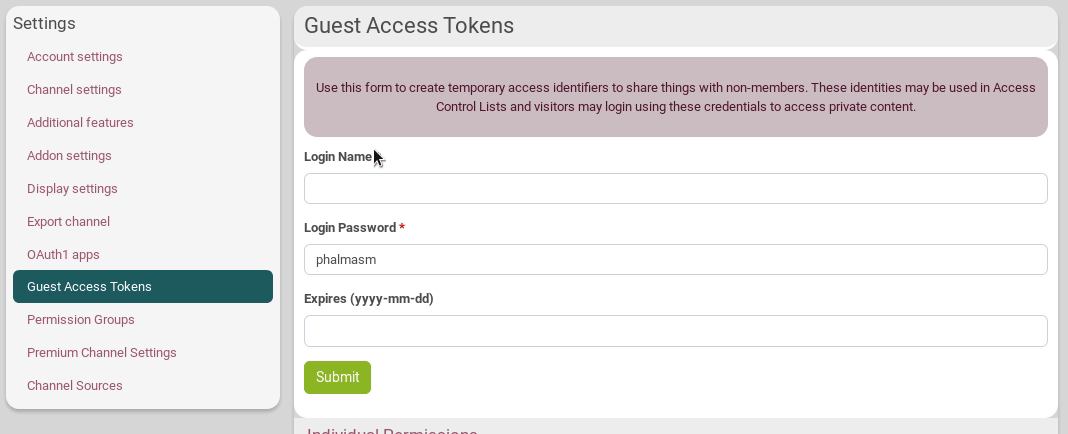 Settings
Account settings
Channel settings
Additional features
Addon settings
Display settings
Export channel
OAuth1 apps
Guest Access Tokens
Permission Groups
Premium Channel Settings
Channel Sources
Guest Access Tokens
Use this form to create temporary access identifiers to share things with non-members. These identities may be used in Access
Control Lists and visitors may login using these credentials to access private content.
Login Name
Login Password *
phalmasm
Expires (yyyy-mm-dd)
Submit
Individual Permissions